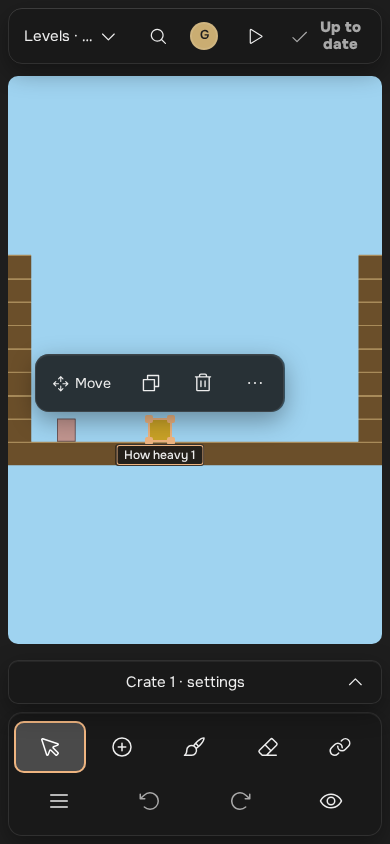 Levels · ...
G
Up to
date
Move
How heavy 1
Crate 1 · settings